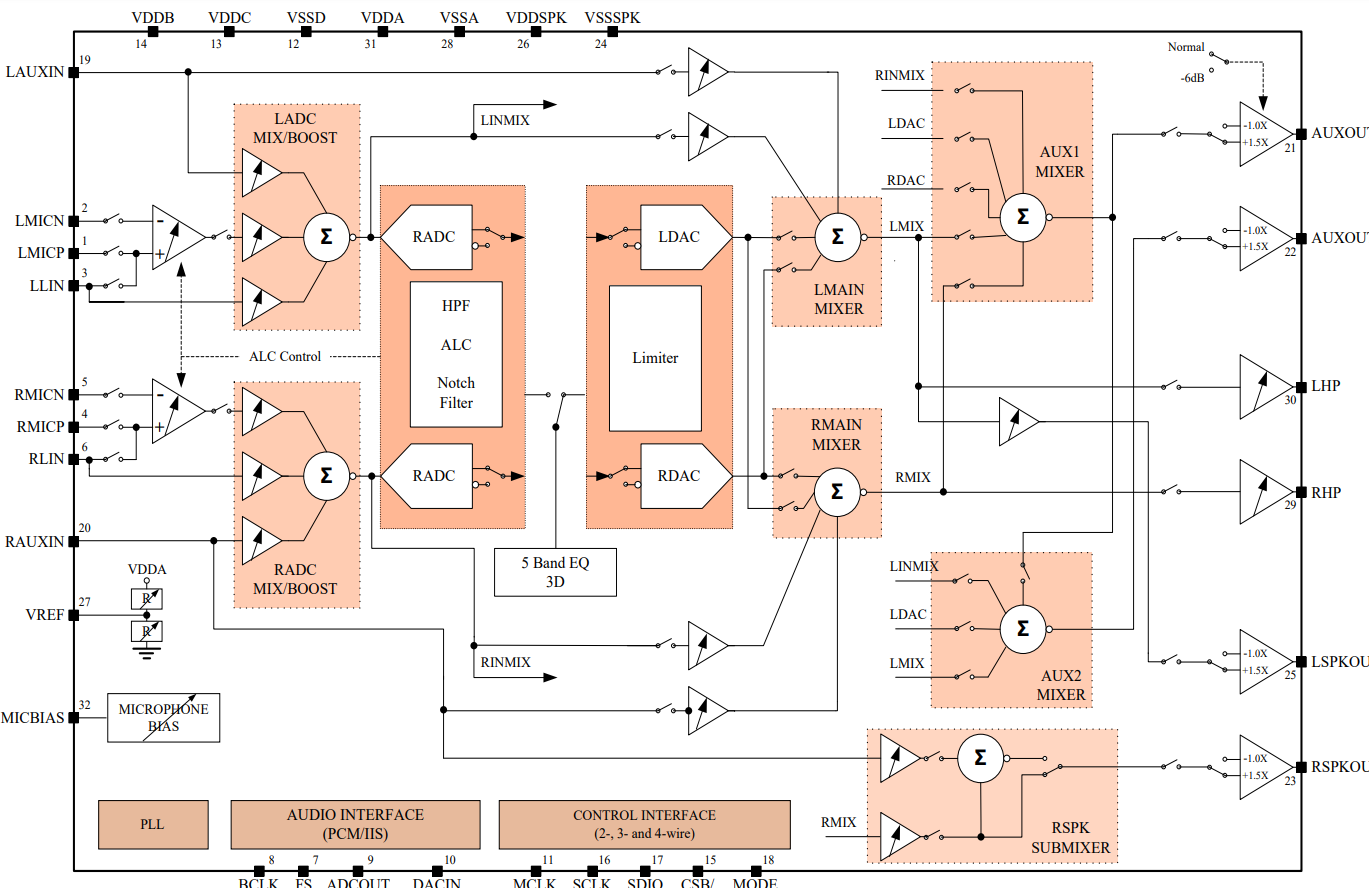 VDDB VDDC VSSD VDDA VSSA VDDSPK VSSSPK
14 13 12 31 28 26 24
LAUXIN 19
LINMIX
LADC
MIX/BOOST
LMICN 2
LMICP 1
LLIN 3
- +
Σ
RADC
HPF
ALC
Notch
Filter
ALC Control
LDAC
Limiter
RDAC
Σ
LMAIN
MIXER
RINMIX
LDAC
RDAC
LMIX
Σ
AUX1
MIXER
Normal
-6dB
-1.0X
+1.5X
AUXOU
21
-1.0X
+1.5X
AUXOU
22
LHP
30
RHP
29
RMICN 5
RMICP 4
RLIN 6
- +
Σ
RADC
RADC
MIX/BOOST
RAUXIN 20
VDDA
R
R
VREF 27
MICBIAS 32
MICROPHONE
BIAS
5 Band EQ
3D
RINMIX
RMAIN
MIXER
Σ
RMIX
LINMIX
LDAC
LMIX
Σ
AUX2
MIXER
-1.0X
+1.5X
LSPKOU
25
RMIX
Σ
RSPK
SUBMIXER
-1.0X
+1.5X
RSPKOU
23
PLL
AUDIO INTERFACE
(PCM/IIS)
CONTROL INTERFACE
(2-, 3- and 4-wire)
8 7 9 10 11 16 17 15 18
BCLK FS ADCOUT DACIN MCLK SCLK SDIO CSB/ MODE